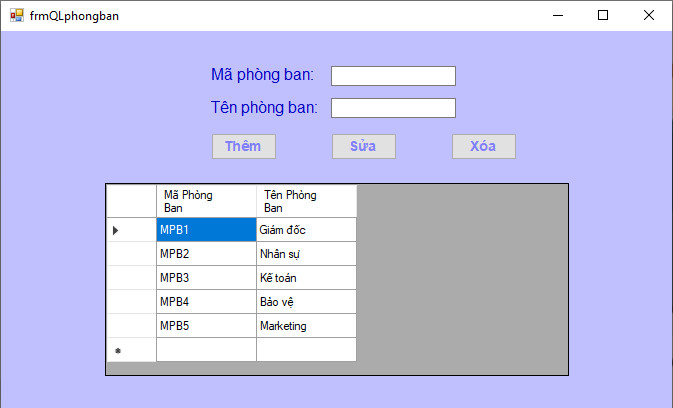 frmQLphongban
Mã phòng ban:
Tên phòng ban:
Thêm Sửa Xóa
Mã Phòng Ban Tên Phòng Ban
MPB1 Giám đốc
MPB2 Nhân sự
MPB3 Kế toán
MPB4 Bảo vệ
MPB5 Marketing